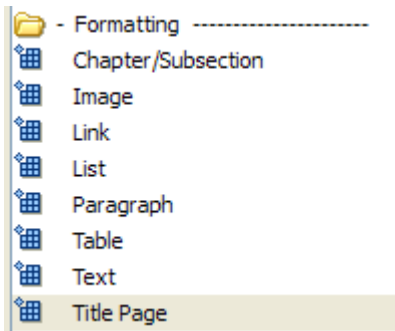 - Formatting ----------------------
Chapter/Subsection
Image
Link
List
Paragraph
Table
Text
Title Page